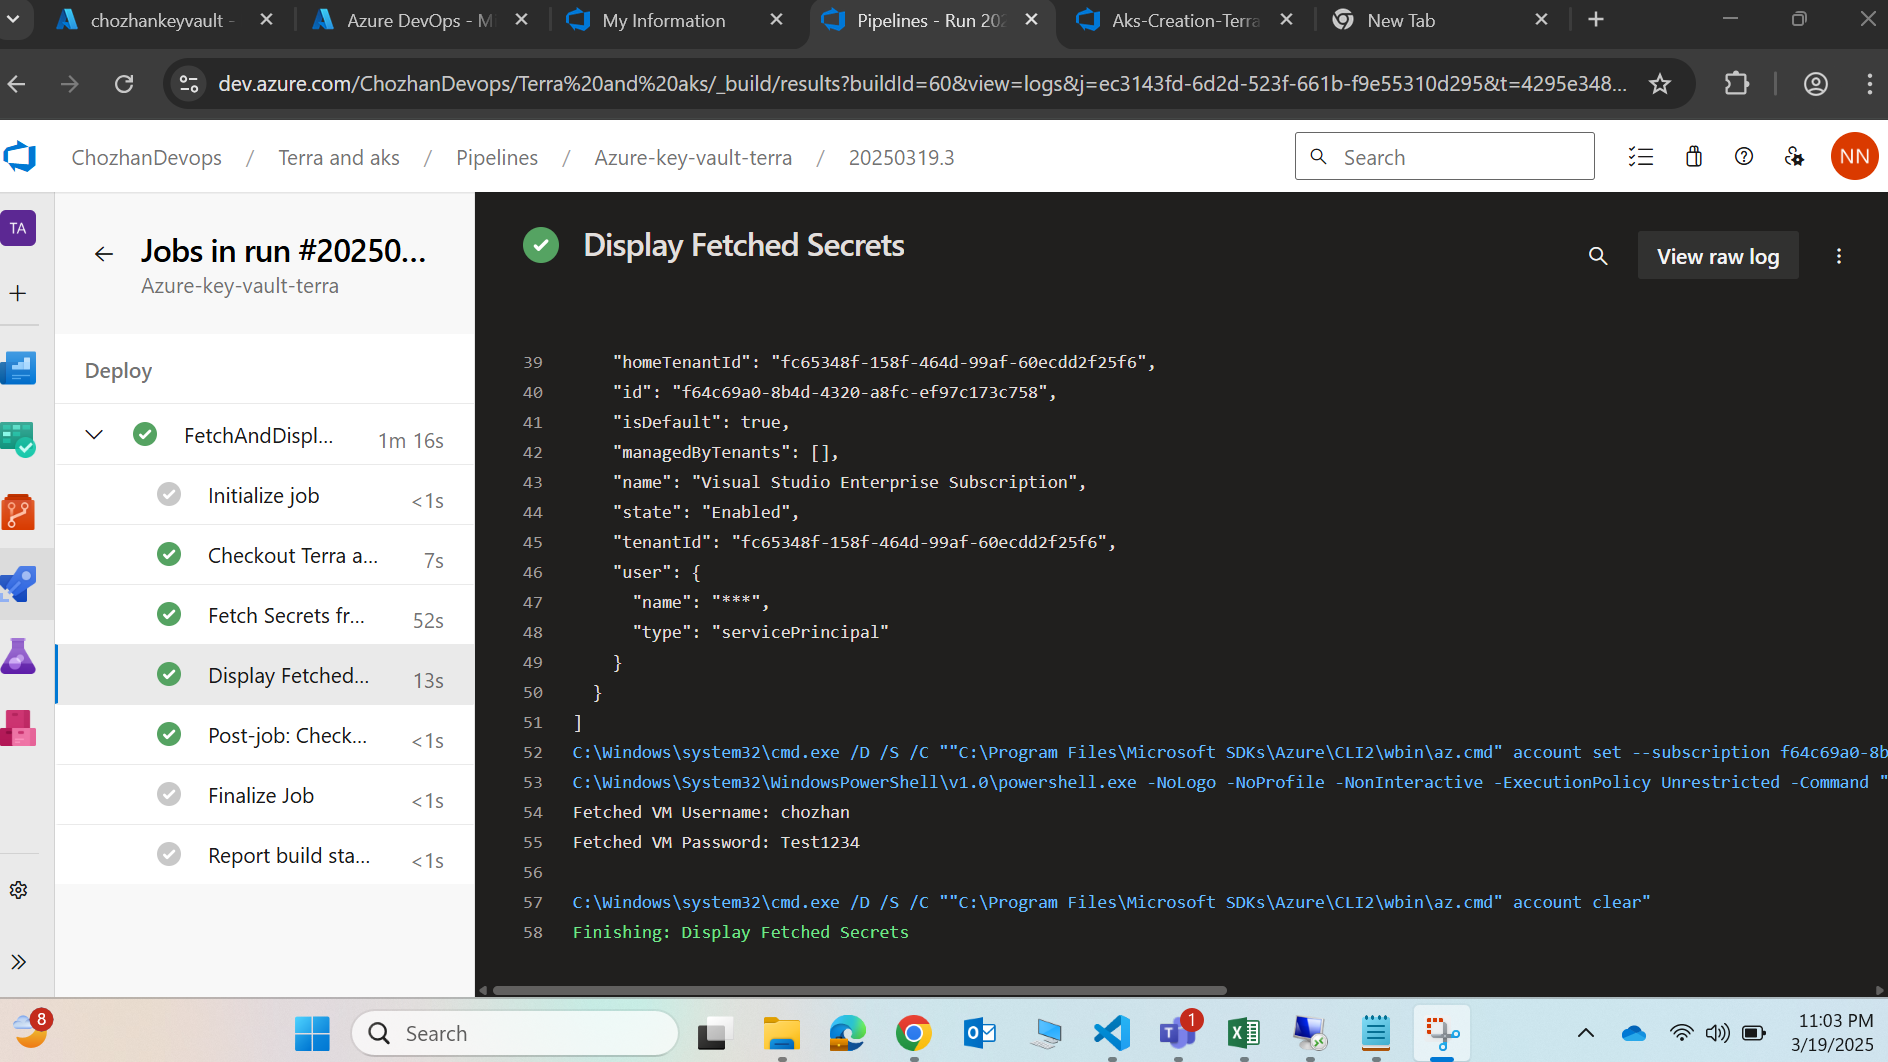 chozhankeyvault -
Azure DevOps - M
My Information
Pipelines - Run 202
Aks-Creation-Terra
New Tab
dev.azure.com/ChozhanDevops/Terra%20and%20aks/_build/results?buildId=60&view=logs&j=ec3143fd-6d2d-523f-661b-f9e55310d295&t=4295e348...
ChozhanDevops / Terra and aks / Pipelines / Azure-key-vault-terra / 20250319.3
Search
NN
TA
Jobs in run #20250...
Azure-key-vault-terra
Deploy
FetchAndDispl... 1m 16s
Initialize job <1s
Checkout Terra a... 7s
Fetch Secrets fr... 52s
Display Fetched... 13s
Post-job: Check... <1s
Finalize Job <1s
Report build sta... <1s
Display Fetched Secrets
View raw log
39 "homeTenantId": "fc65348f-158f-464d-99af-60ecdd2f25f6",
40 "id": "f64c69a0-8b4d-4320-a8fc-ef97c173c758",
41 "isDefault": true,
42 "managedByTenants": [],
43 "name": "Visual Studio Enterprise Subscription",
44 "state": "Enabled",
45 "tenantId": "fc65348f-158f-464d-99af-60ecdd2f25f6",
46 "user": {
47 "name": "***",
48 "type": "servicePrincipal"
49 }
50 }
51 ]
52 C:\Windows\system32\cmd.exe /D /S /C ""C:\Program Files\Microsoft SDKs\Azure\CLI2\wbin\az.cmd" account set --subscription f64c69a0-8b
53 C:\Windows\System32\WindowsPowerShell\v1.0\powershell.exe -NoLogo -NoProfile -NonInteractive -ExecutionPolicy Unrestricted -Command "
54 Fetched VM Username: chozhan
55 Fetched VM Password: Test1234
56
57 C:\Windows\system32\cmd.exe /D /S /C ""C:\Program Files\Microsoft SDKs\Azure\CLI2\wbin\az.cmd" account clear"
58 Finishing: Display Fetched Secrets
8
Search
1
11:03 PM
3/19/2025